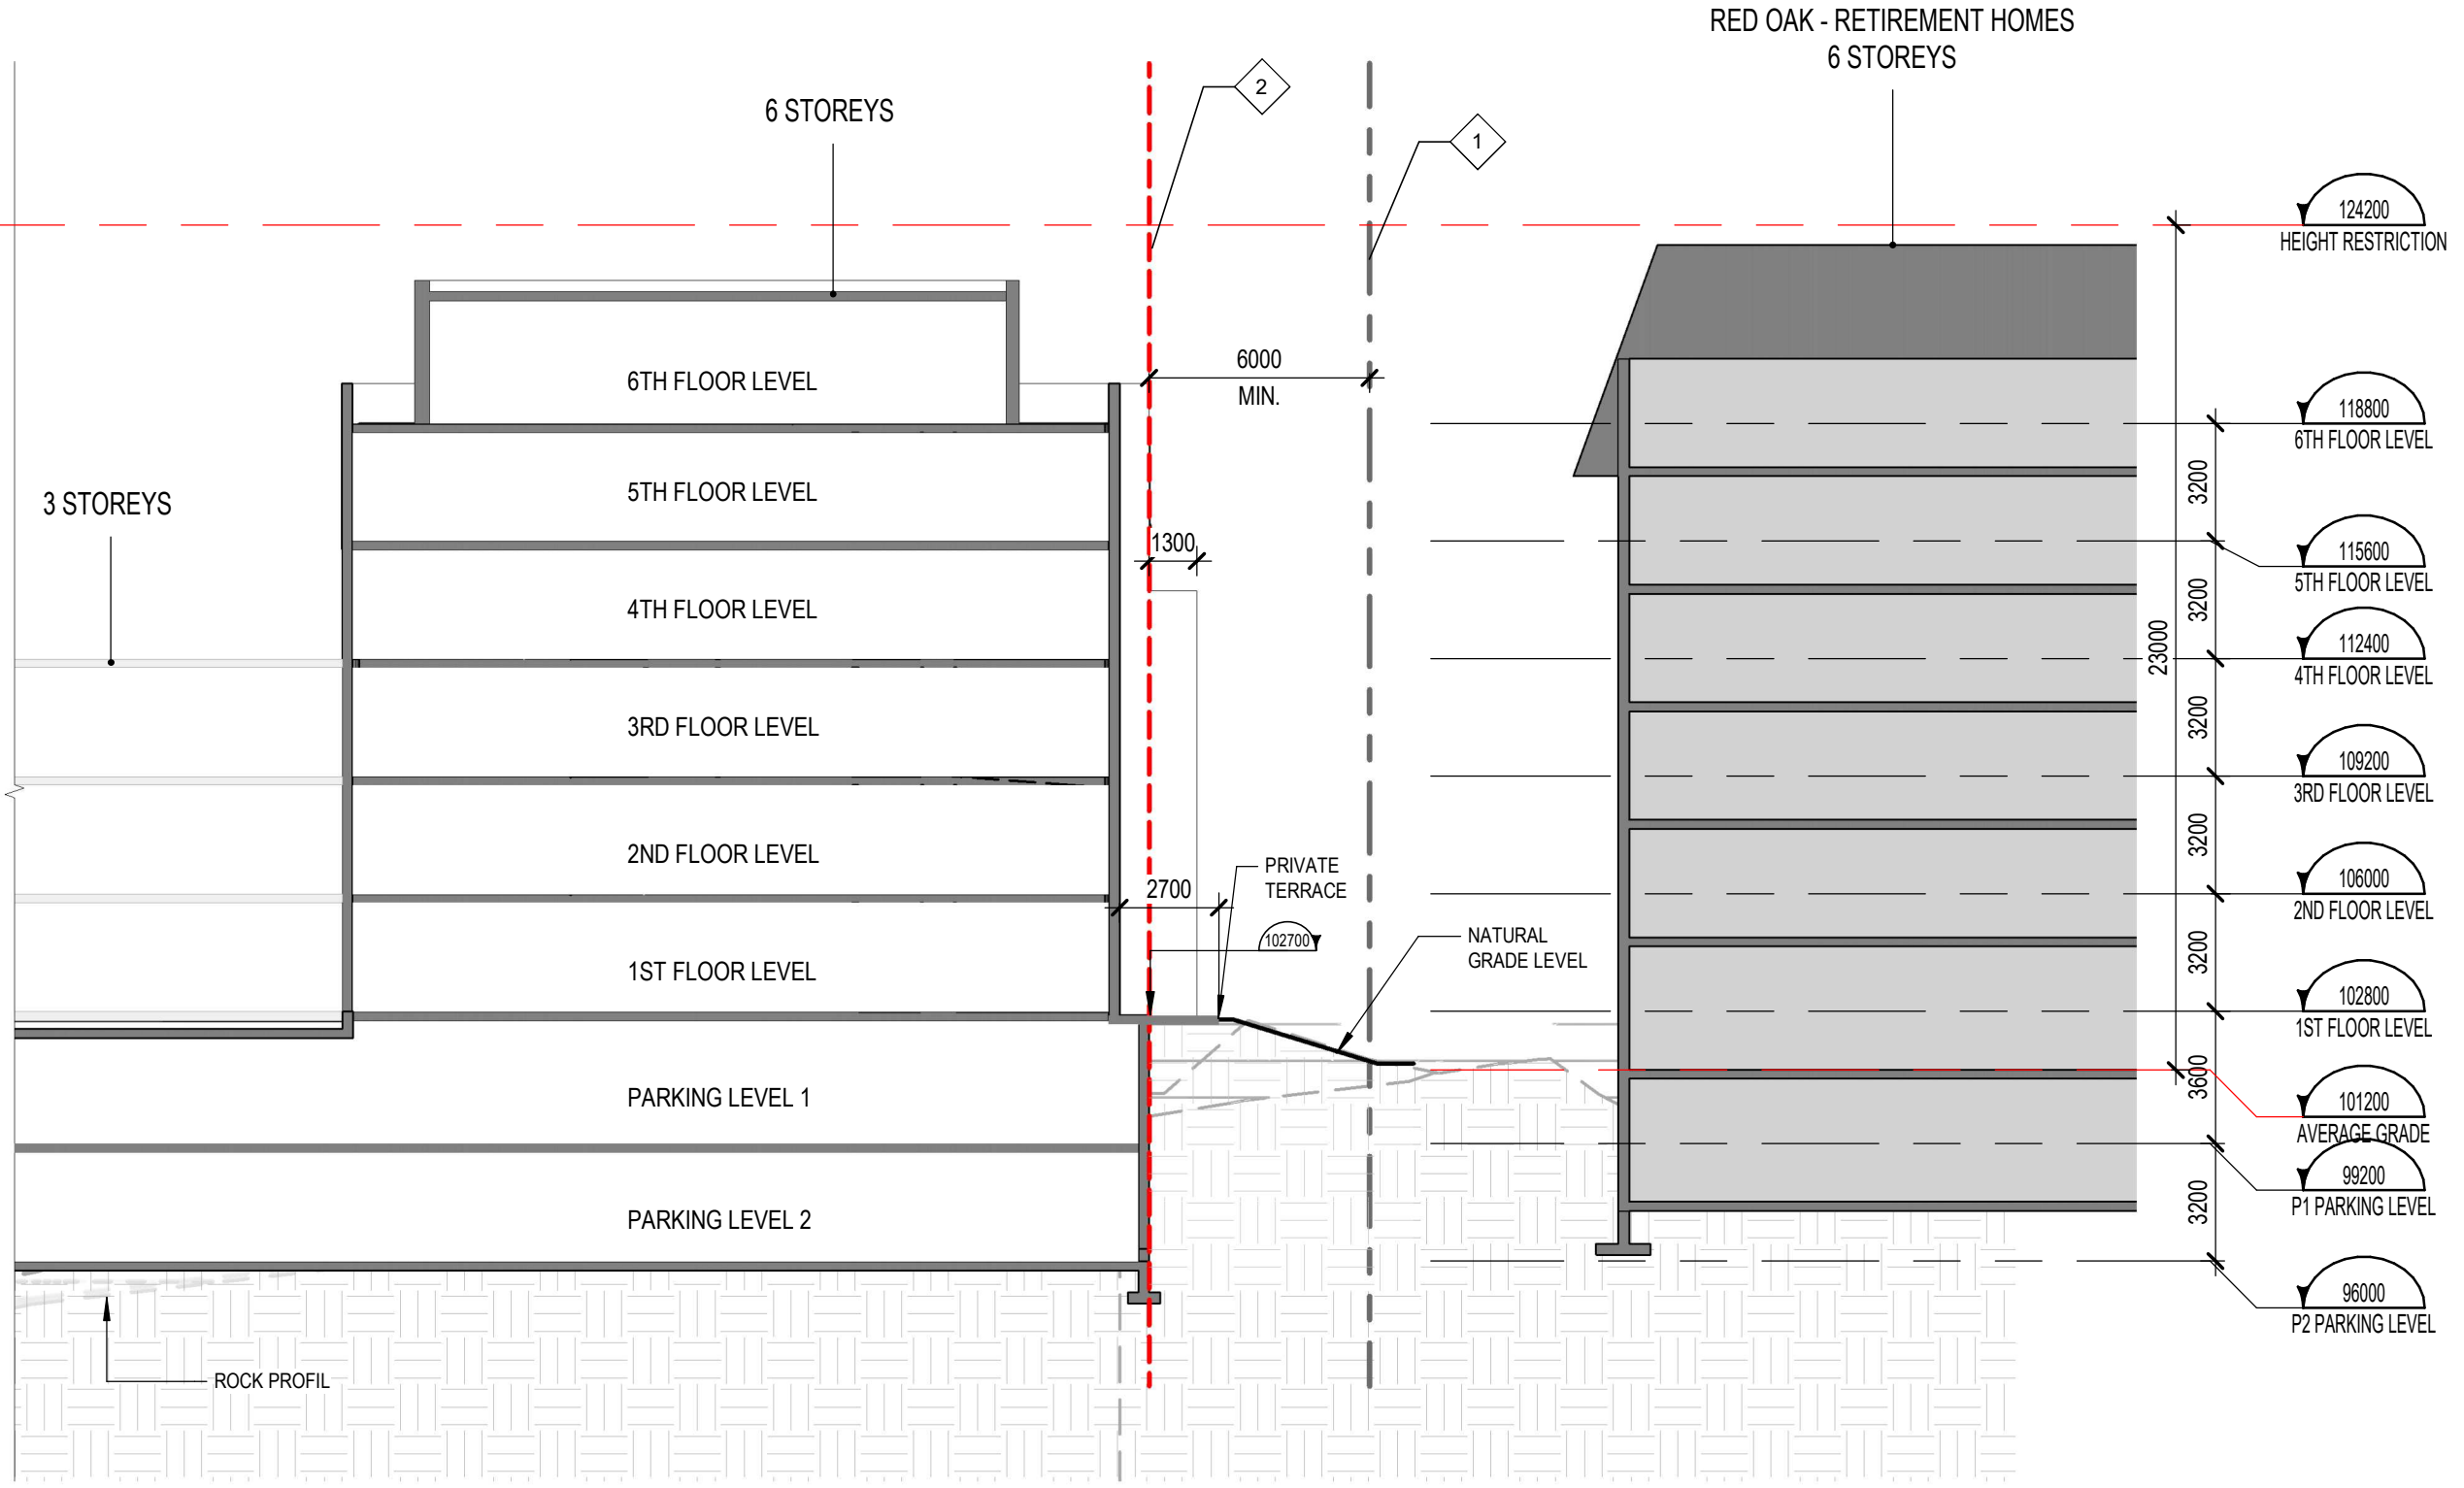 RED OAK - RETIREMENT HOMES
6 STOREYS
2
6 STOREYS
1
124200
HEIGHT RESTRICTION
6000
MIN.
6TH FLOOR LEVEL
118800
6TH FLOOR LEVEL
3200
5TH FLOOR LEVEL
3 STOREYS
1300
115600
5TH FLOOR LEVEL
3200
4TH FLOOR LEVEL
23000
112400
4TH FLOOR LEVEL
3200
3RD FLOOR LEVEL
109200
3RD FLOOR LEVEL
3200
2ND FLOOR LEVEL
PRIVATE
TERRACE
2700
106000
2ND FLOOR LEVEL
102700
NATURAL
GRADE LEVEL
3200
1ST FLOOR LEVEL
102800
1ST FLOOR LEVEL
3600
PARKING LEVEL 1
101200
AVERAGE GRADE
99200
P1 PARKING LEVEL
3200
PARKING LEVEL 2
96000
P2 PARKING LEVEL
ROCK PROFIL